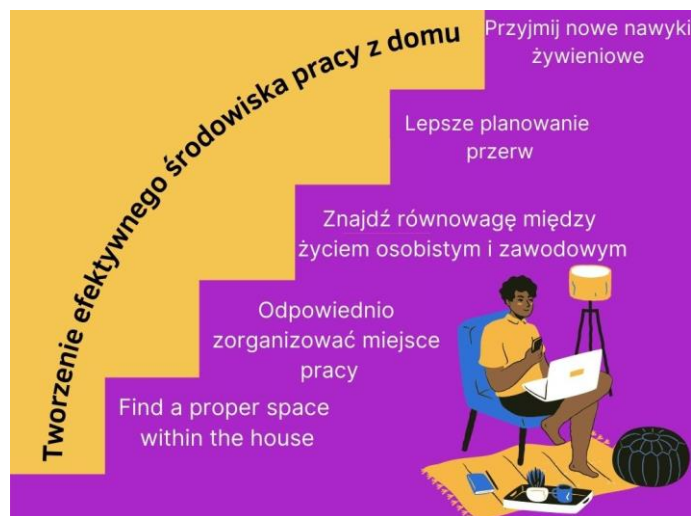 Tworzenie efektywnego środowiska pracy z domu
Przyjmij nowe nawyki
żywieniowe
Lepsze planowanie
przerw
Znajdź równowagę między
życiem osobistym i zawodowym
Odpowiednio
zorganizować miejsce
pracy
Find a proper space
within the house